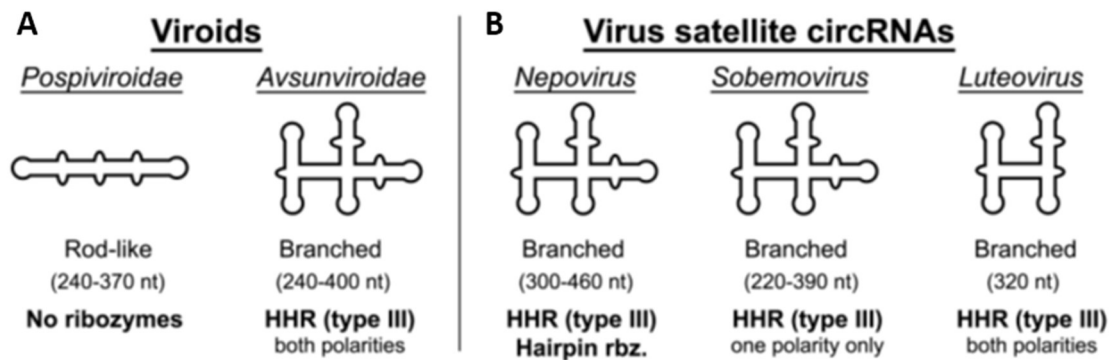 A
Viroids
Pospiviroidae
Avsunviroidae
Rod-like
(240-370 nt)
No ribozymes
Branched
(240-400 nt)
HHR (type III)
both polarities
B
Virus satellite circRNAs
Nepovirus
Sobemovirus
Luteovirus
Branched
(300-460 nt)
HHR (type III)
Hairpin rbz.
Branched
(220-390 nt)
HHR (type III)
one polarity only
Branched
(320 nt)
HHR (type III)
both polarities